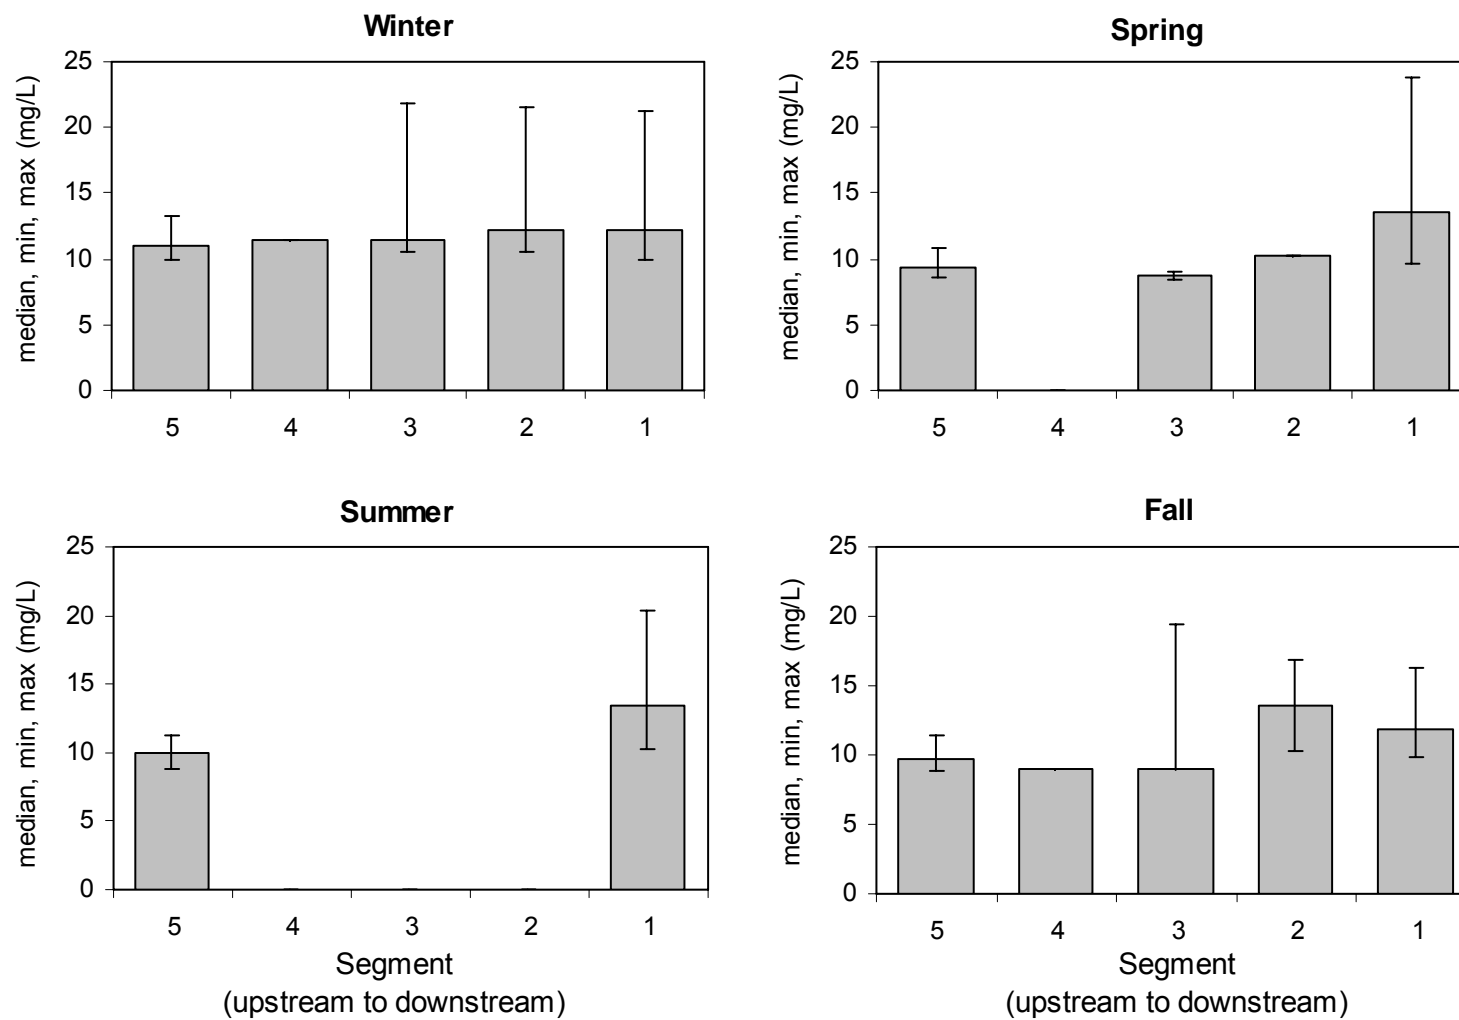 Winter
median, min, max (mg/L)
25
20
15
10
5
0
5 4 3 2 1
Spring
median, min, max (mg/L)
25
20
15
10
5
0
5 4 3 2 1
Summer
median, min, max (mg/L)
25
20
15
10
5
0
5 4 3 2 1
Segment
(upstream to downstream)
Fall
median, min, max (mg/L)
25
20
15
10
5
0
5 4 3 2 1
Segment
(upstream to downstream)